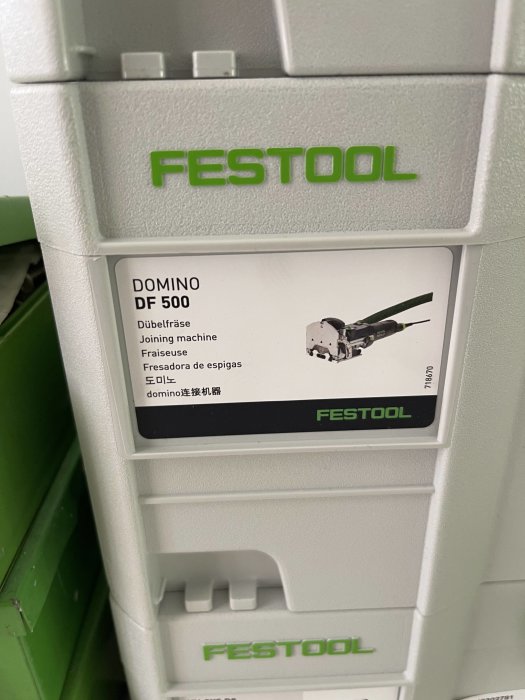 FESTOOL
DOMINO
DF 500
Dübelfräse
Joining machine
Fraiseuse
Fresadora de espigas
도미노
domino连接机器
718670
FESTOOL
FESTOOL